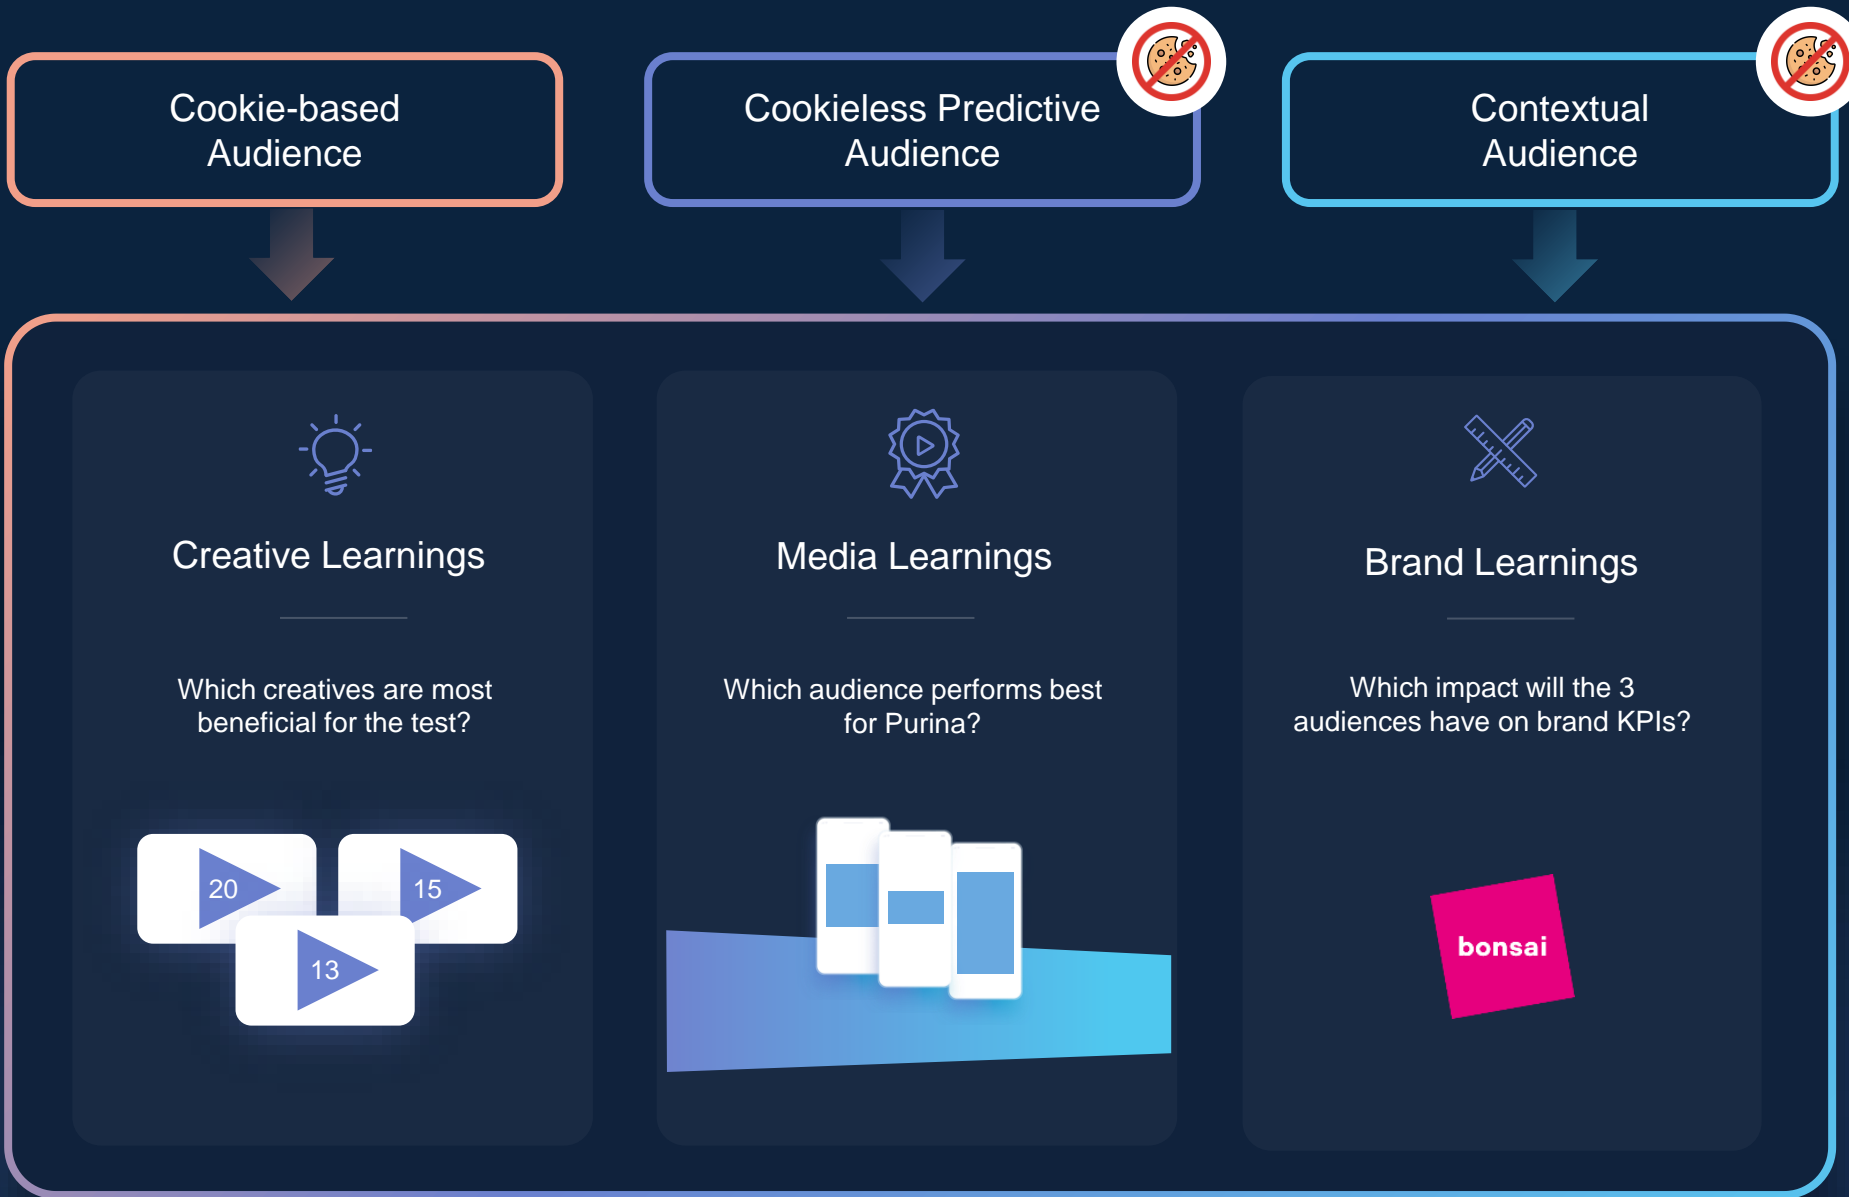 Cookie-based
Audience
Cookieless Predictive
Audience
Contextual
Audience
Creative Learnings
Which creatives are most
beneficial for the test?
20
15
13
Media Learnings
Which audience performs best
for Purina?
Brand Learnings
Which impact will the 3
audiences have on brand KPIs?
bonsai